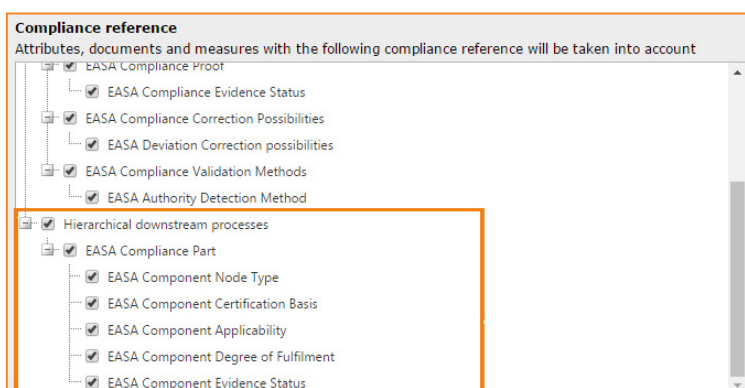 Compliance reference
Attributes, documents and measures with the following compliance reference will be taken into account
EASA Compliance Proof
EASA Compliance Evidence Status
EASA Compliance Correction Possibilities
EASA Deviation Correction possibilities
EASA Compliance Validation Methods
EASA Authority Detection Method
Hierarchical downstream processes
EASA Compliance Part
EASA Component Node Type
EASA Component Certification Basis
EASA Component Applicability
EASA Component Degree of Fulfilment
EASA Component Evidence Status